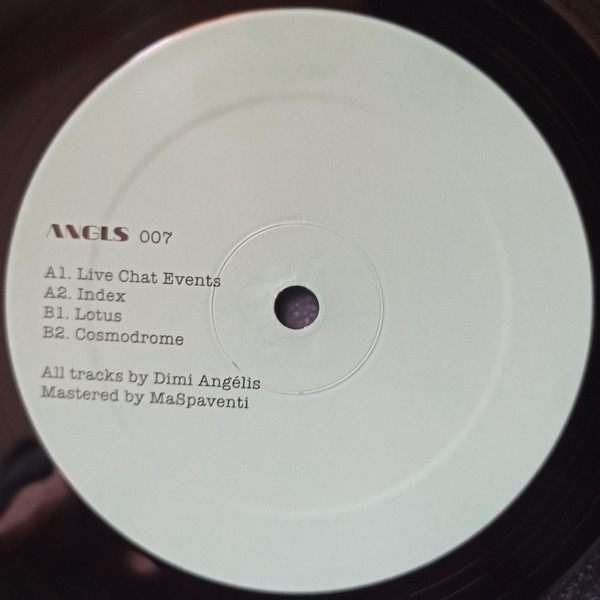 ANGLS 007
A1. Live Chat Events
A2. Index
B1. Lotus
B2. Cosmodrome
All tracks by Dimi Angélis
Mastered by MaSpaventi